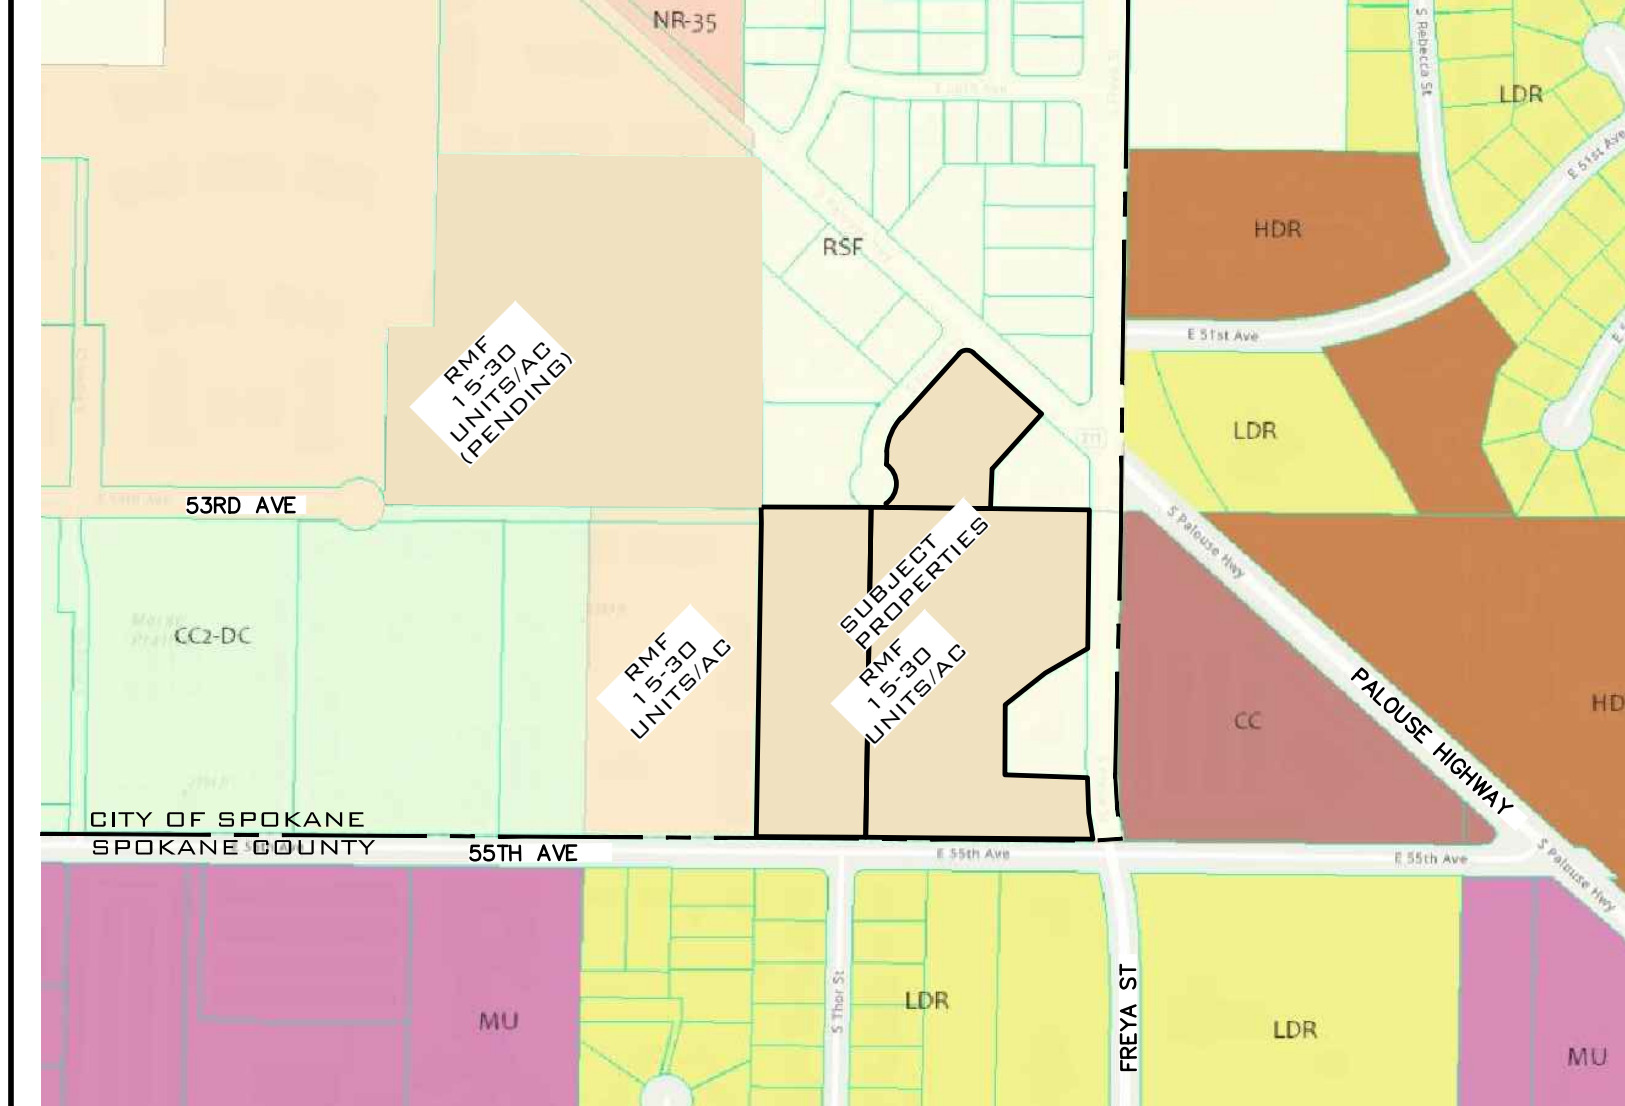 NR-35
S Rebecca St
LDR
E 51st Ave
HDR
RSF
E 51st Ave
RMF
15-30
UNITS/AC
(PENDING)
LDR
53RD AVE
S Palouse Hwy
SUBJECT
PROPERTIES
CC2-DC
RMF
15-30
UNITS/AC
RMF
15-30
UNITS/AC
PALOUSE HIGHWAY
HD
CC
CITY OF SPOKANE
SPOKANE COUNTY
55TH AVE
E 55th Ave
E 55th Ave
S Palouse Hwy
S Thor St
FREYA ST
LDR
MU
LDR
MU